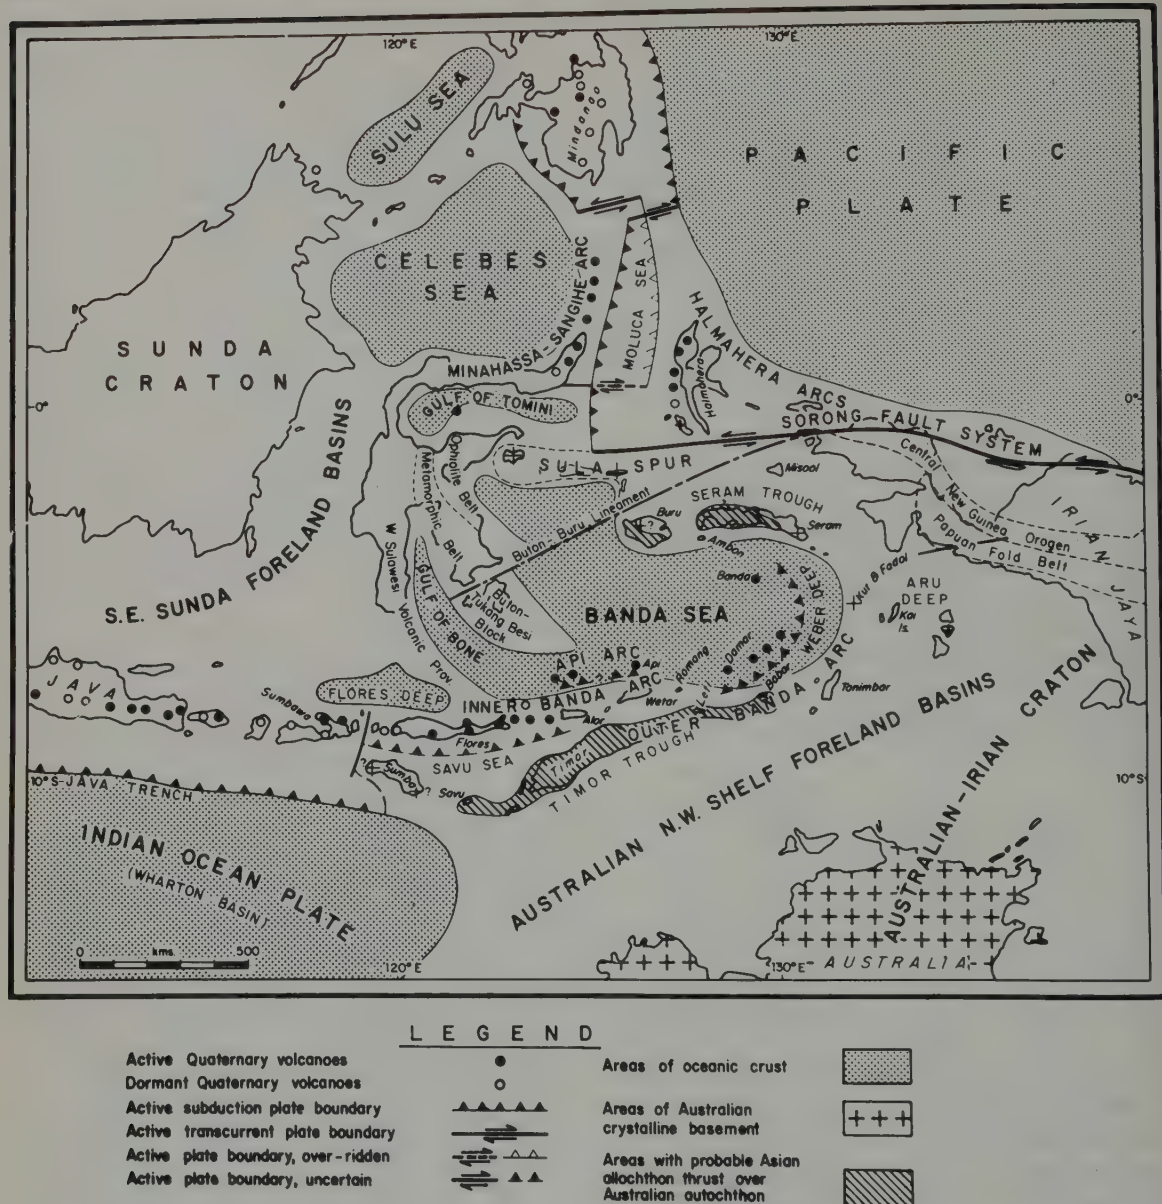 120°E
130°E
SULU SEA
Mindanao
PACIFIC
PLATE
CELEBES
SEA
MINAHASSA-SANGIHE-ARC
MOLUCA SEA
HALMAHERA ARCS
Halmahera
SUNDA
CRATON
0°
0°
GULF OF TOMINI
SORONG FAULT SYSTEM
SULA SPUR
Misool
Ophiolite Belt
Metamorphic Belt
W Sulawesi Volcanic Prov.
Buton-Buru Lineament
SERAM TROUGH
Buru
?
Seram
Ambon
Central New Guinea Orogen
Papuan Fold Belt
IRIAN JAYA
S.E. SUNDA FORELAND BASINS
GULF OF BONE
Buton-
Tukang Besi
Block
Banda
BANDA SEA
WEBER DEEP
Kur & Fadol
ARU
DEEP
Kai
Is.
API ARC
Api
?
Damar
Romang
Wetar
Leti
Babar
Tanimbar
JAVA
Sumbawa
FLORES DEEP
INNER BANDA ARC
Alor
Flores
SAVU SEA
OUTER BANDA ARC
Timor
TIMOR TROUGH
? Sumba ?
Savu
10°S
JAVA TRENCH
10°S
INDIAN OCEAN PLATE
(WHARTON BASIN)
AUSTRALIAN N.W. SHELF FORELAND BASINS
AUSTRALIAN-IRIAN CRATON
0 kms 500
120°E
130°E
AUSTRALIA
LEGEND
Active Quaternary volcanoes
Dormant Quaternary volcanoes
Active subduction plate boundary
Active transcurrent plate boundary
Active plate boundary, over-ridden
Active plate boundary, uncertain
Areas of oceanic crust
Areas of Australian
crystalline basement
Areas with probable Asian
allochthon thrust over
Australian autochthon